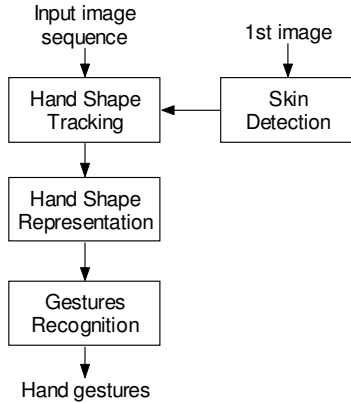 Input image
sequence
1st image
Hand Shape
Tracking
Skin
Detection
Hand Shape
Representation
Gestures
Recognition
Hand gestures